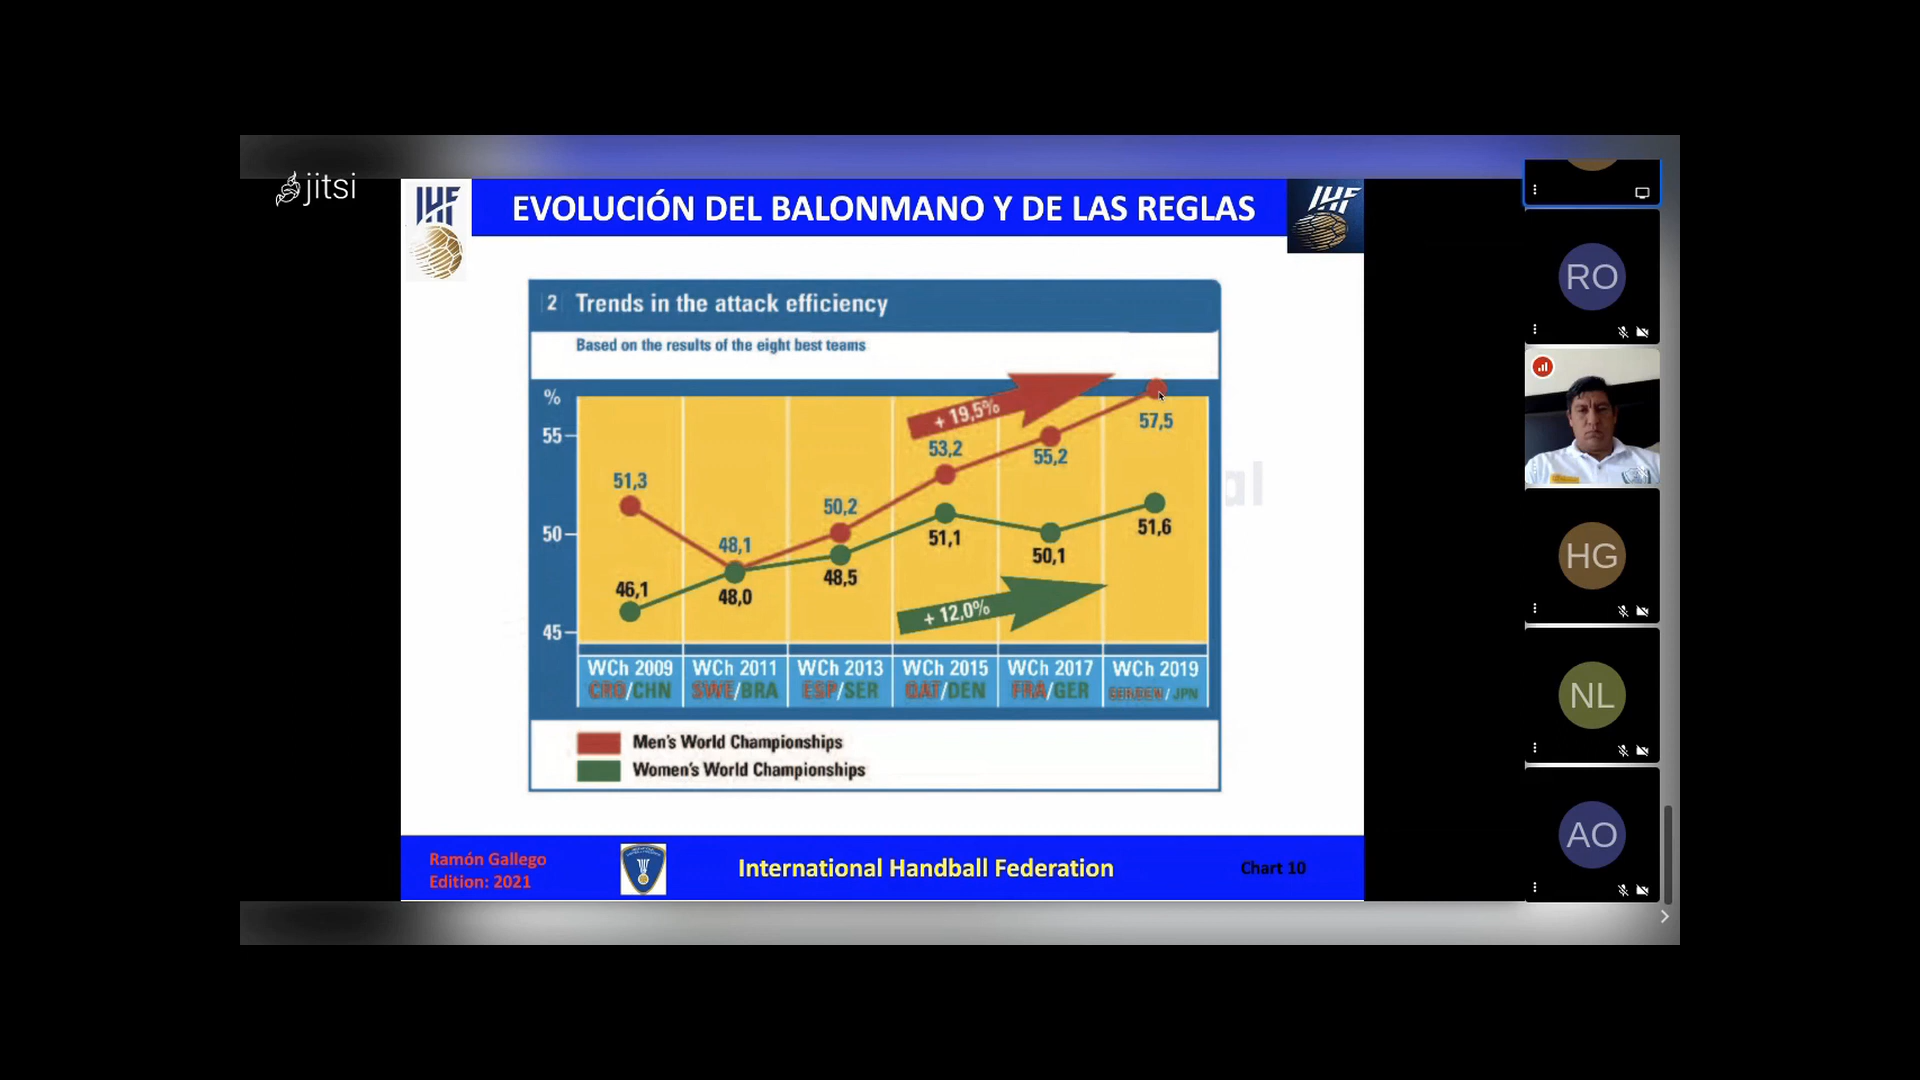 jitsi
IHF
EVOLUCIÓN DEL BALONMANO Y DE LAS REGLAS
IHF
2 Trends in the attack efficiency
Based on the results of the eight best teams
%
55
50
45
+ 19,5%
51,3
48,1
50,2
53,2
55,2
57,5
46,1
48,0
48,5
51,1
50,1
51,6
+ 12,0%
WCh 2009
CRO/CHN
WCh 2011
SWE/BRA
WCh 2013
ESP/SER
WCh 2015
QAT/DEN
WCh 2017
FRA/GER
WCh 2019
GER/DEN / JPN
Men's World Championships
Women's World Championships
al
Ramón Gallego
Edition: 2021
International Handball Federation
Chart 10
RO
HG
NL
AO